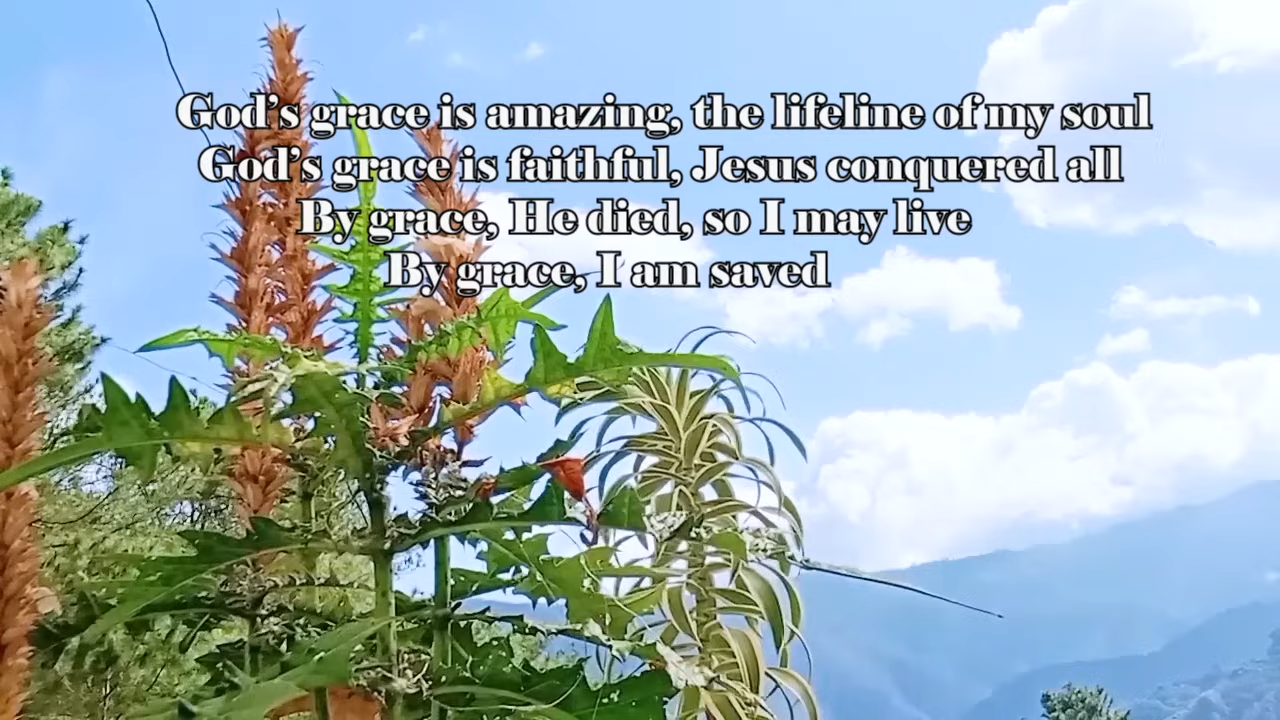 God's grace is amazing, the lifeline of my soul
God's grace is faithful, Jesus conquered all
By grace, He died, so I may live
By grace, I am saved